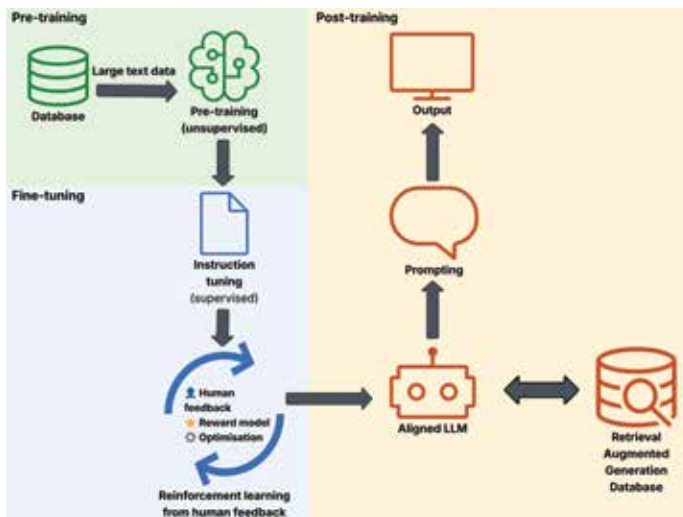 Pre-training
Large text data
Database
Pre-training
(unsupervised)
Fine-tuning
Instruction
tuning
(supervised)
Human
feedback
Reward model
Optimisation
Reinforcement learning
from human feedback
Post-training
Output
Prompting
Aligned LLM
Retrieval
Augmented
Generation
Database